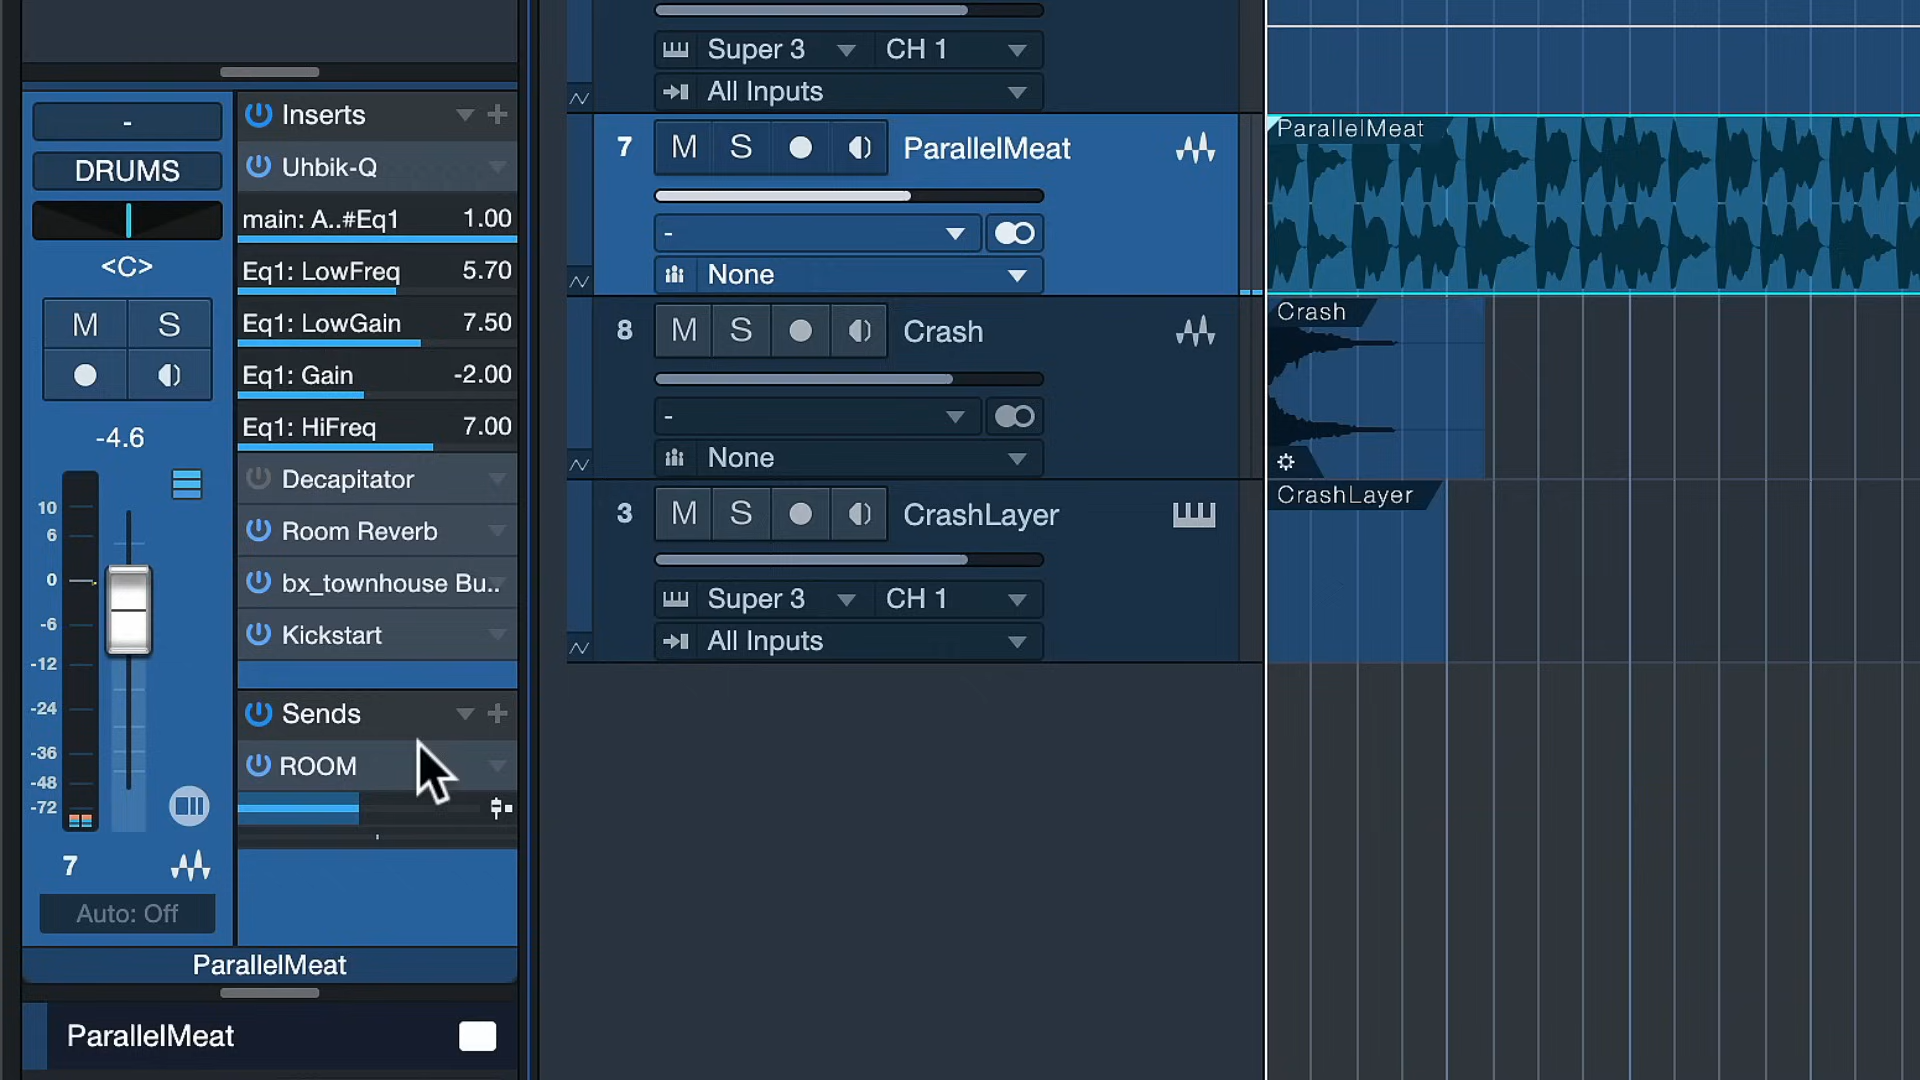 -
DRUMS
<C>
M S
-4.6
10
6
0
-6
-12
-24
-36
-48
-72
7
Auto: Off
ParallelMeat
ParallelMeat
Inserts
Uhbik-Q
main: A..#Eq1 1.00
Eq1: LowFreq 5.70
Eq1: LowGain 7.50
Eq1: Gain -2.00
Eq1: HiFreq 7.00
Decapitator
Room Reverb
bx_townhouse Bu..
Kickstart
Sends
ROOM
Super 3 CH 1
All Inputs
7 M S ParallelMeat
-
None
8 M S Crash
-
None
3 M S CrashLayer
Super 3 CH 1
All Inputs
ParallelMeat
Crash
CrashLayer